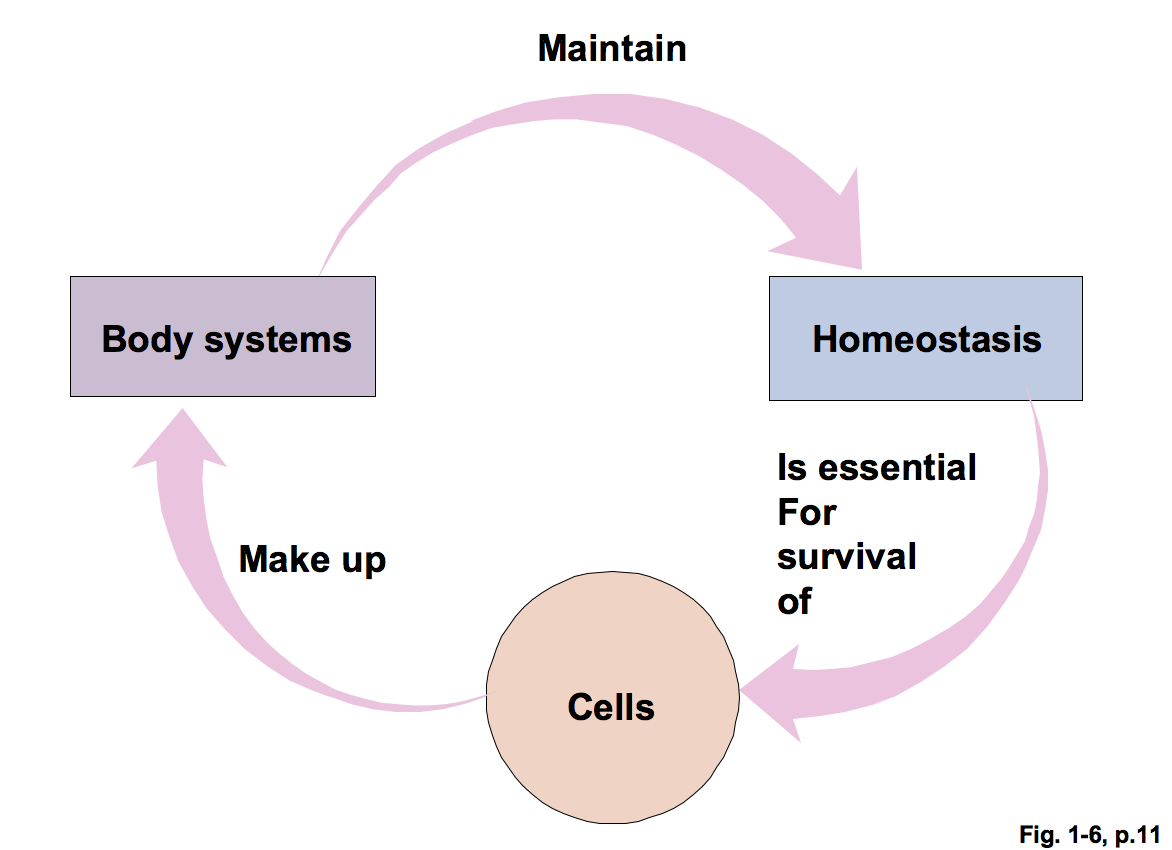 Maintain
Body systems
Homeostasis
Is essential
For
survival
of
Make up
Cells
Fig. 1-6, p.11